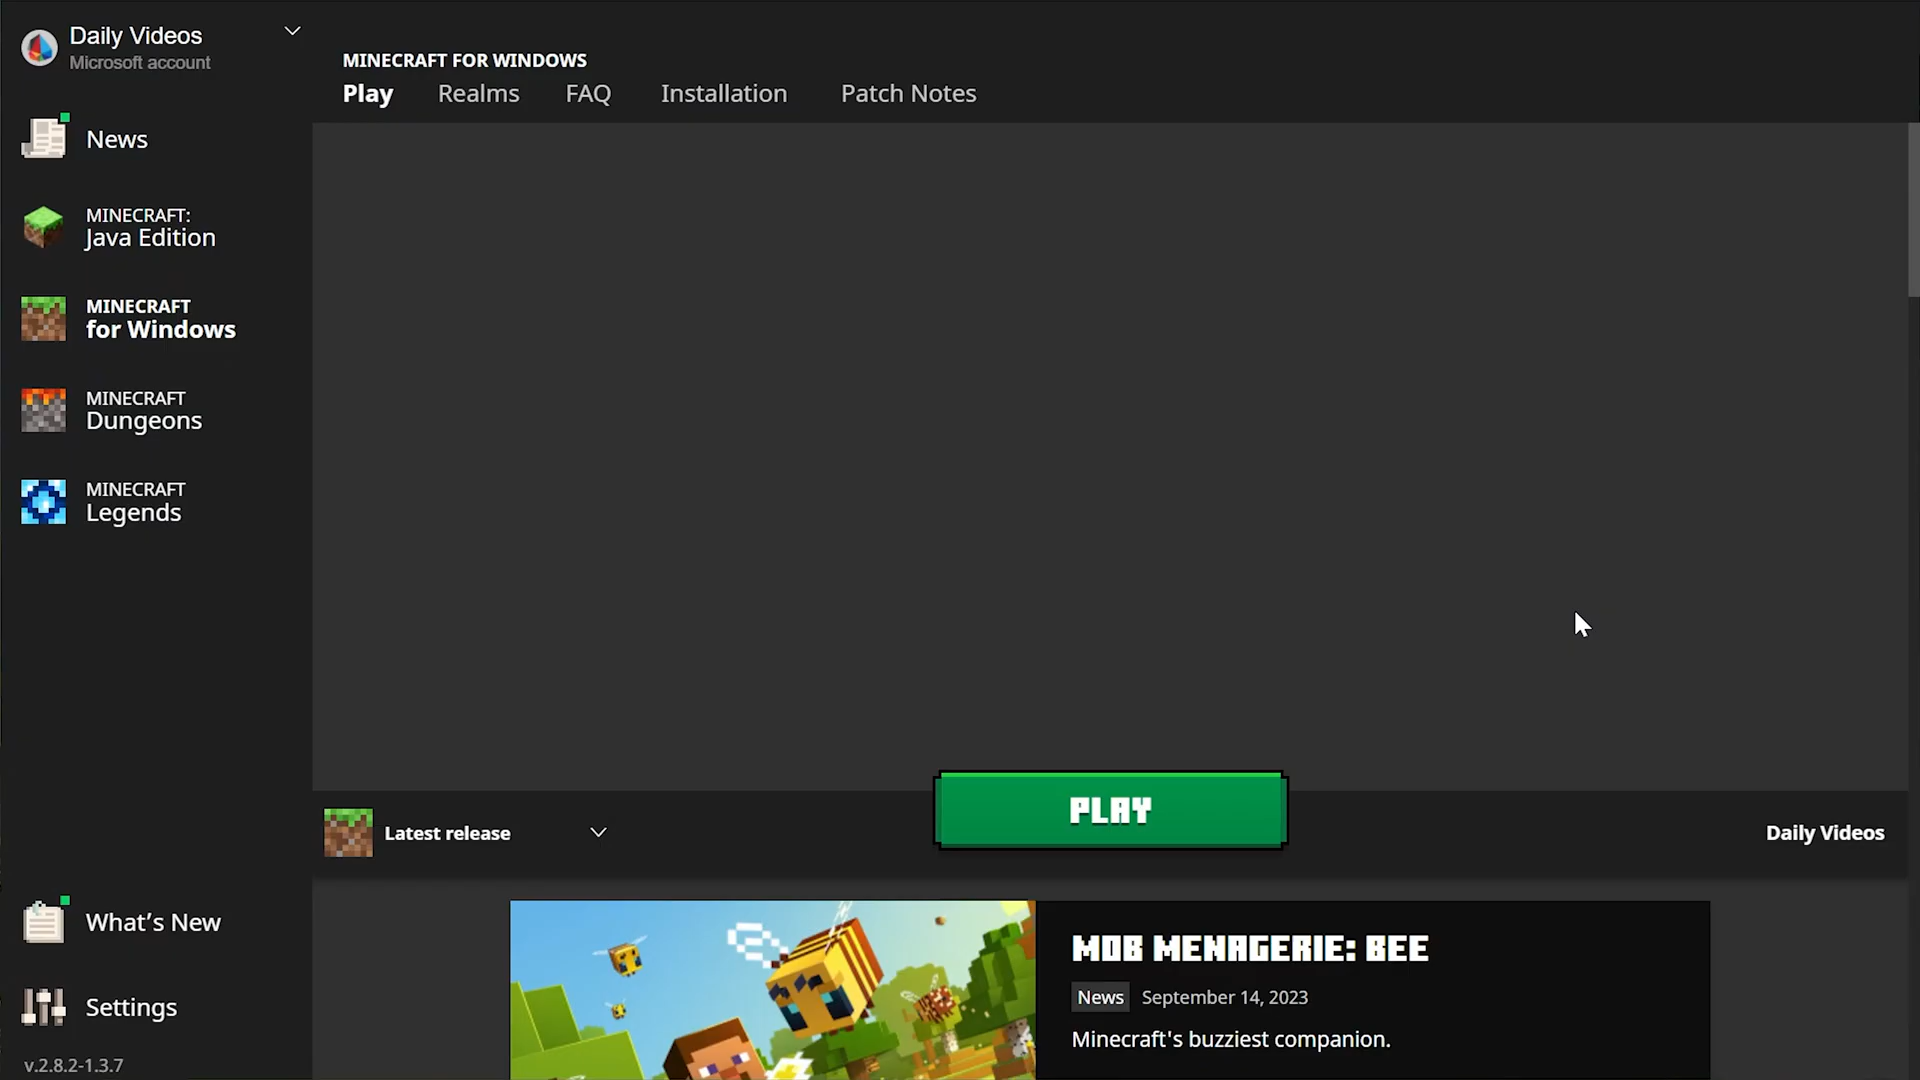 Daily Videos
Microsoft account
News
MINECRAFT:
Java Edition
MINECRAFT
for Windows
MINECRAFT
Dungeons
MINECRAFT
Legends
What's New
Settings
v.2.8.2-1.3.7
MINECRAFT FOR WINDOWS
Play Realms FAQ Installation Patch Notes
Latest release
PLAY
Daily Videos
MOB MENAGERIE: BEE
News September 14, 2023
Minecraft's buzziest companion.